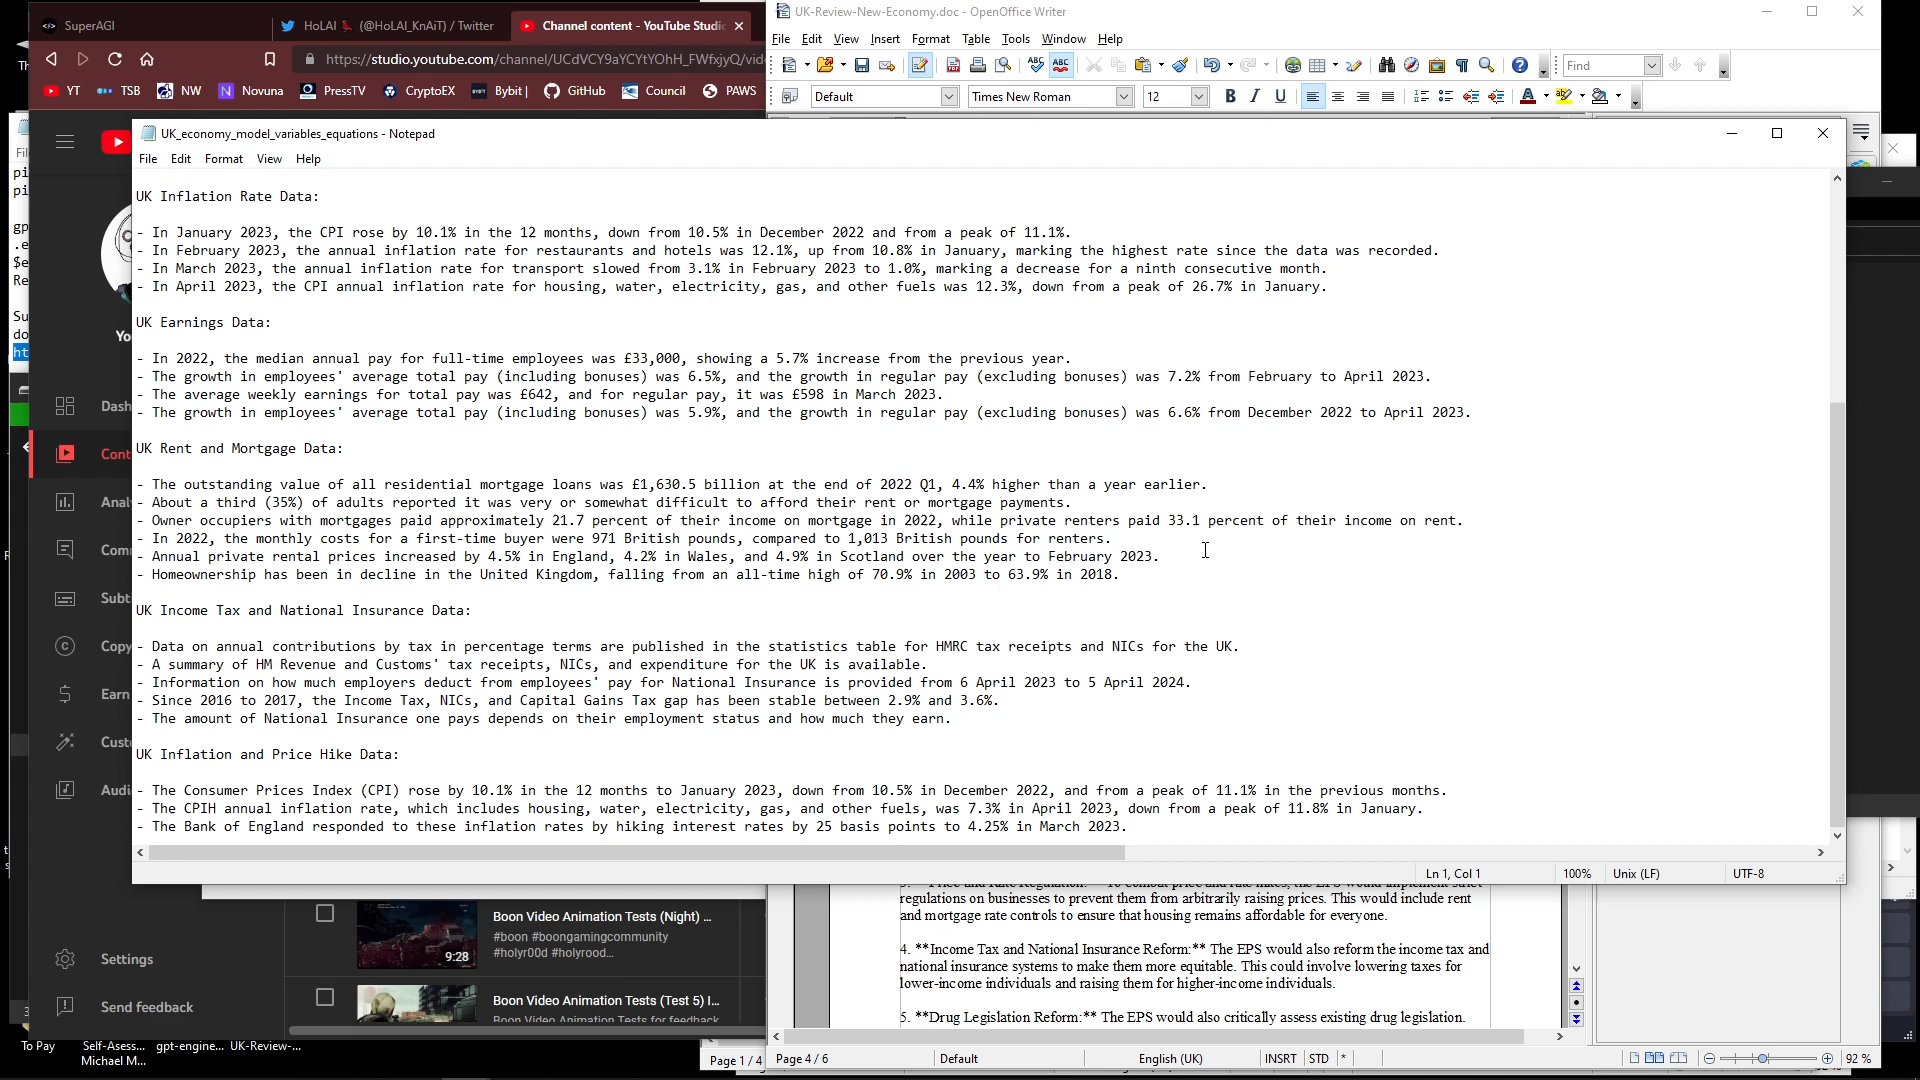 SuperAGI
HoLAI (@HoLAI_KnAiT) / Twitter
Channel content - YouTube Studi
https://studio.youtube.com/channel/UCdVCY9aYCYtYOhH_FWfxjyQ/vid
YT TSB NW Novuna PressTV CryptoEX Bybit | GitHub Council PAWS
UK-Review-New-Economy.doc - OpenOffice Writer
File Edit View Insert Format Table Tools Window Help
Find
Default Times New Roman 12
UK_economy_model_variables_equations - Notepad
File Edit Format View Help
UK Inflation Rate Data:
- In January 2023, the CPI rose by 10.1% in the 12 months, down from 10.5% in December 2022 and from a peak of 11.1%.
- In February 2023, the annual inflation rate for restaurants and hotels was 12.1%, up from 10.8% in January, marking the highest rate since the data was recorded.
- In March 2023, the annual inflation rate for transport slowed from 3.1% in February 2023 to 1.0%, marking a decrease for a ninth consecutive month.
- In April 2023, the CPI annual inflation rate for housing, water, electricity, gas, and other fuels was 12.3%, down from a peak of 26.7% in January.
UK Earnings Data:
- In 2022, the median annual pay for full-time employees was £33,000, showing a 5.7% increase from the previous year.
- The growth in employees' average total pay (including bonuses) was 6.5%, and the growth in regular pay (excluding bonuses) was 7.2% from February to April 2023.
- The average weekly earnings for total pay was £642, and for regular pay, it was £598 in March 2023.
- The growth in employees' average total pay (including bonuses) was 5.9%, and the growth in regular pay (excluding bonuses) was 6.6% from December 2022 to April 2023.
UK Rent and Mortgage Data:
- The outstanding value of all residential mortgage loans was £1,630.5 billion at the end of 2022 Q1, 4.4% higher than a year earlier.
- About a third (35%) of adults reported it was very or somewhat difficult to afford their rent or mortgage payments.
- Owner occupiers with mortgages paid approximately 21.7 percent of their income on mortgage in 2022, while private renters paid 33.1 percent of their income on rent.
- In 2022, the monthly costs for a first-time buyer were 971 British pounds, compared to 1,013 British pounds for renters.
- Annual private rental prices increased by 4.5% in England, 4.2% in Wales, and 4.9% in Scotland over the year to February 2023.
- Homeownership has been in decline in the United Kingdom, falling from an all-time high of 70.9% in 2003 to 63.9% in 2018.
UK Income Tax and National Insurance Data:
- Data on annual contributions by tax in percentage terms are published in the statistics table for HMRC tax receipts and NICs for the UK.
- A summary of HM Revenue and Customs' tax receipts, NICs, and expenditure for the UK is available.
- Information on how much employers deduct from employees' pay for National Insurance is provided from 6 April 2023 to 5 April 2024.
- Since 2016 to 2017, the Income Tax, NICs, and Capital Gains Tax gap has been stable between 2.9% and 3.6%.
- The amount of National Insurance one pays depends on their employment status and how much they earn.
UK Inflation and Price Hike Data:
- The Consumer Prices Index (CPI) rose by 10.1% in the 12 months to January 2023, down from 10.5% in December 2022, and from a peak of 11.1% in the previous months.
- The CPIH annual inflation rate, which includes housing, water, electricity, gas, and other fuels, was 7.3% in April 2023, down from a peak of 11.8% in January.
- The Bank of England responded to these inflation rates by hiking interest rates by 25 basis points to 4.25% in March 2023.
Ln 1, Col 1 100% Unix (LF) UTF-8
Yo
Dash
Cont
Anal
Com
Subt
Copy
Earn
Cust
Audi
Settings
Send feedback
Boon Video Animation Tests (Night) ...
#boon #boongamingcommunity
#holyr00d #holyrood...
9:28
Boon Video Animation Tests (Test 5) I...
Boon Video Animation Tests for feedback
regulations on businesses to prevent them from arbitrarily raising prices. This would include rent
and mortgage rate controls to ensure that housing remains affordable for everyone.
4. **Income Tax and National Insurance Reform:** The EPS would also reform the income tax and
national insurance systems to make them more equitable. This could involve lowering taxes for
lower-income individuals and raising them for higher-income individuals.
5. **Drug Legislation Reform:** The EPS would also critically assess existing drug legislation.
To Pay
Self-Asess...
Michael M...
gpt-engine...
UK-Review-...
Page 1 / 4
Page 4 / 6 Default English (UK) INSRT STD * 92 %